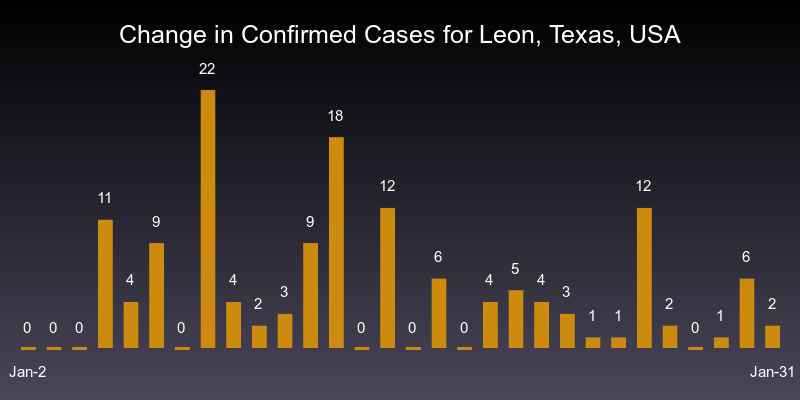 Change in Confirmed Cases for Leon, Texas, USA
0 0 0 11 4 9 0 22 4 2 3 9 18 0 12 0 6 0 4 5 4 3 1 1 12 2 0 1 6 2
Jan-2 Jan-31